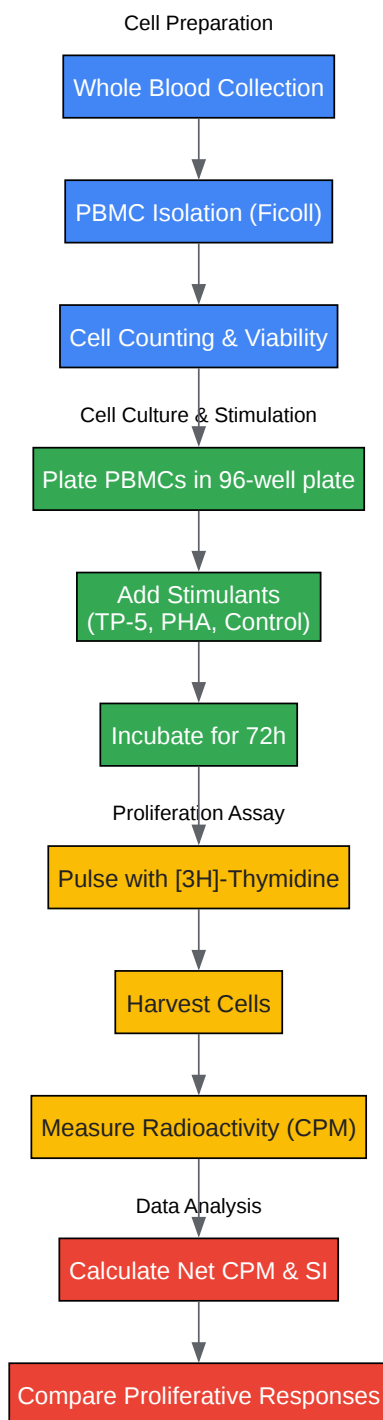 Cell Preparation
Whole Blood Collection
PBMC Isolation (Ficoll)
Cell Counting & Viability
Cell Culture & Stimulation
Plate PBMCs in 96-well plate
Add Stimulants
(TP-5, PHA, Control)
Incubate for 72h
Proliferation Assay
Pulse with [3H]-Thymidine
Harvest Cells
Measure Radioactivity (CPM)
Data Analysis
Calculate Net CPM & SI
Compare Proliferative Responses